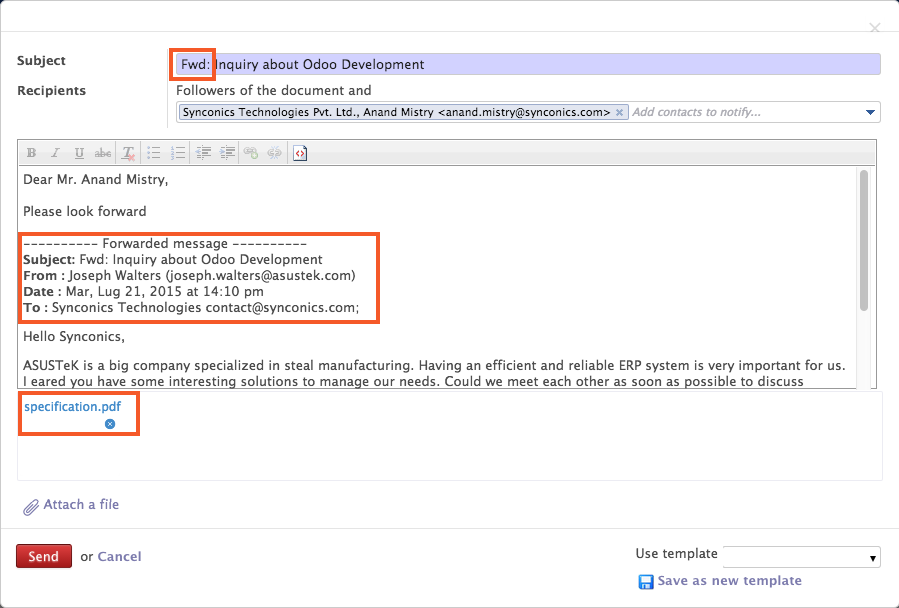 Subject
Fwd: Inquiry about Odoo Development
Recipients
Followers of the document and
Synconics Technologies Pvt. Ltd., Anand Mistry <anand.mistry@synconics.com> × Add contacts to notify...
B I U abc T
Dear Mr. Anand Mistry,
Please look forward
---------- Forwarded message ----------
Subject: Fwd: Inquiry about Odoo Development
From : Joseph Walters (joseph.walters@asustek.com)
Date : Mar, Lug 21, 2015 at 14:10 pm
To : Synconics Technologies contact@synconics.com;
Hello Synconics,
ASUSTeK is a big company specialized in steal manufacturing. Having an efficient and reliable ERP system is very important for us.
I eared you have some interesting solutions to manage our needs. Could we meet each other as soon as possible to discuss
specification.pdf
Attach a file
Send or Cancel
Use template
Save as new template